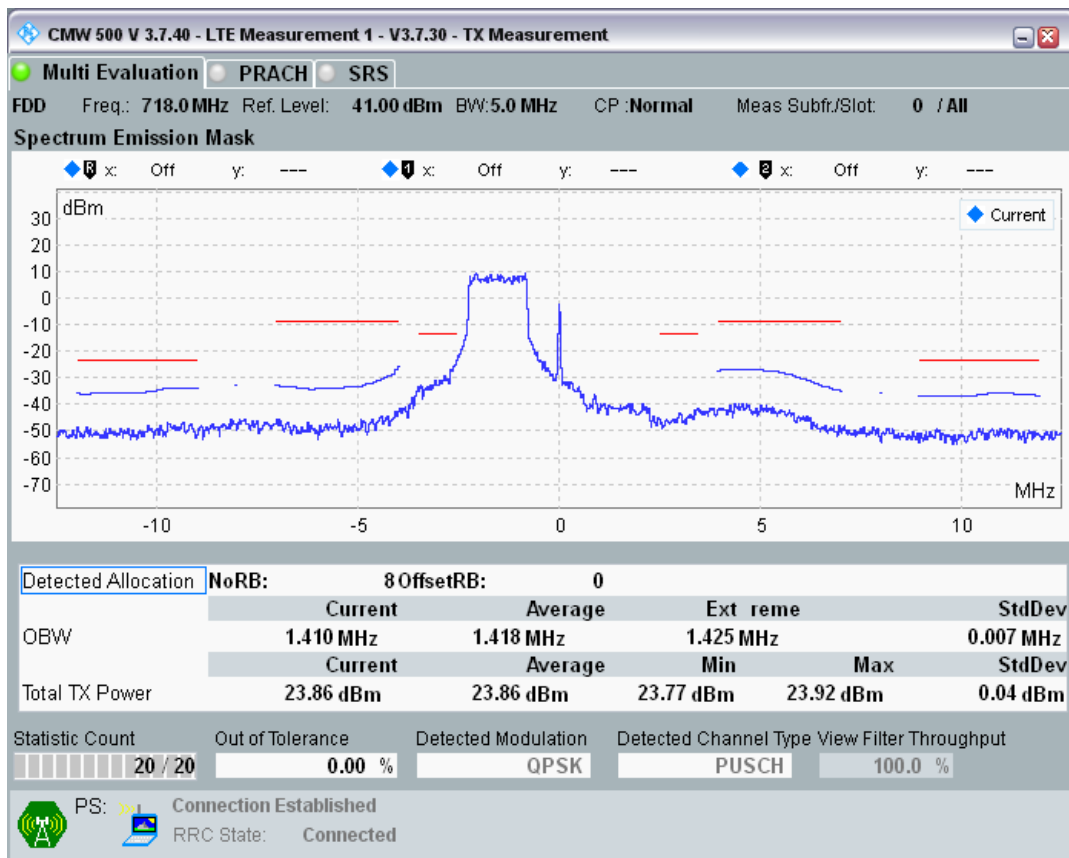 CMW 500 V 3.7.40 - LTE Measurement 1 - V3.7.30 - TX Measurement
Multi Evaluation PRACH SRS
FDD Freq.: 718.0 MHz Ref. Level: 41.00 dBm BW:5.0 MHz CP :Normal Meas Subfr./Slot: 0 / All
Spectrum Emission Mask
R x: Off y: --- 1 x: Off y: --- 2 x: Off y: ---
dBm
Current
30
20
10
0
-10
-20
-30
-40
-50
-60
-70
MHz
-10 -5 0 5 10
Detected Allocation NoRB: 8 OffsetRB: 0
Current Average Ext reme StdDev
OBW 1.410 MHz 1.418 MHz 1.425 MHz 0.007 MHz
Current Average Min Max StdDev
Total TX Power 23.86 dBm 23.86 dBm 23.77 dBm 23.92 dBm 0.04 dBm
Statistic Count Out of Tolerance Detected Modulation Detected Channel Type View Filter Throughput
20 / 20 0.00 % QPSK PUSCH 100.0 %
PS: Connection Established
RRC State: Connected